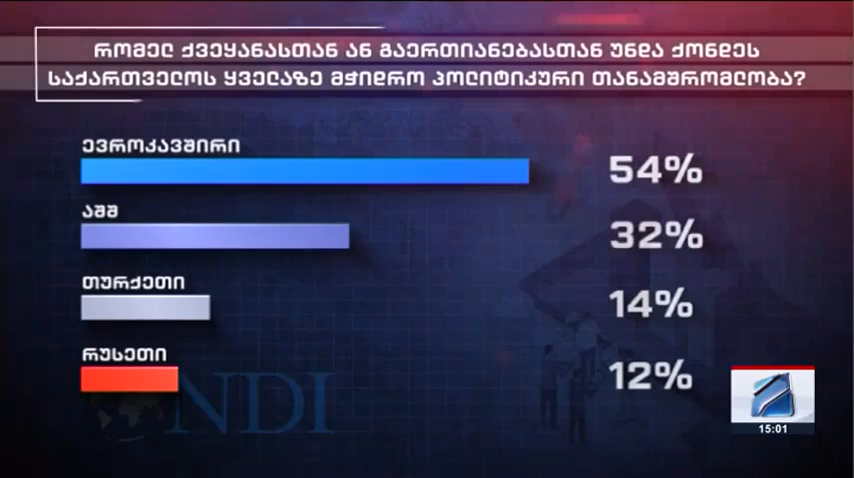 რომელ ქვეყანასთან ან გაერთიანებასთან უნდა ჰქონდეს
საქართველოს ყველაზე მჭიდრო პოლიტიკური თანამშრომლობა?
ევროკავშირი
54%
აშშ
32%
თურქეთი
14%
რუსეთი
12%
NDI
15:01